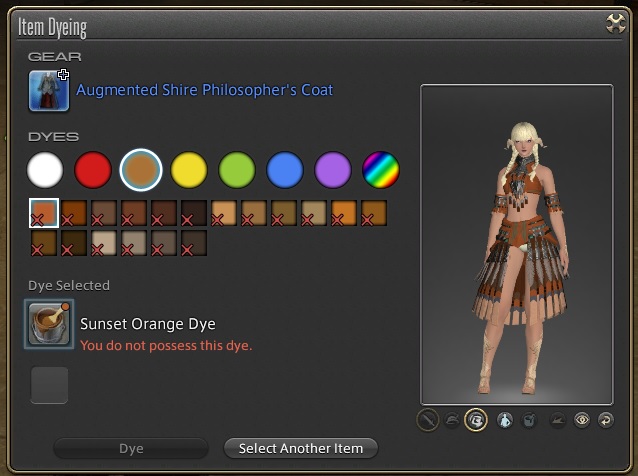 Item Dyeing
GEAR
Augmented Shire Philosopher's Coat
DYES
Dye Selected
Sunset Orange Dye
You do not possess this dye.
Dye
Select Another Item